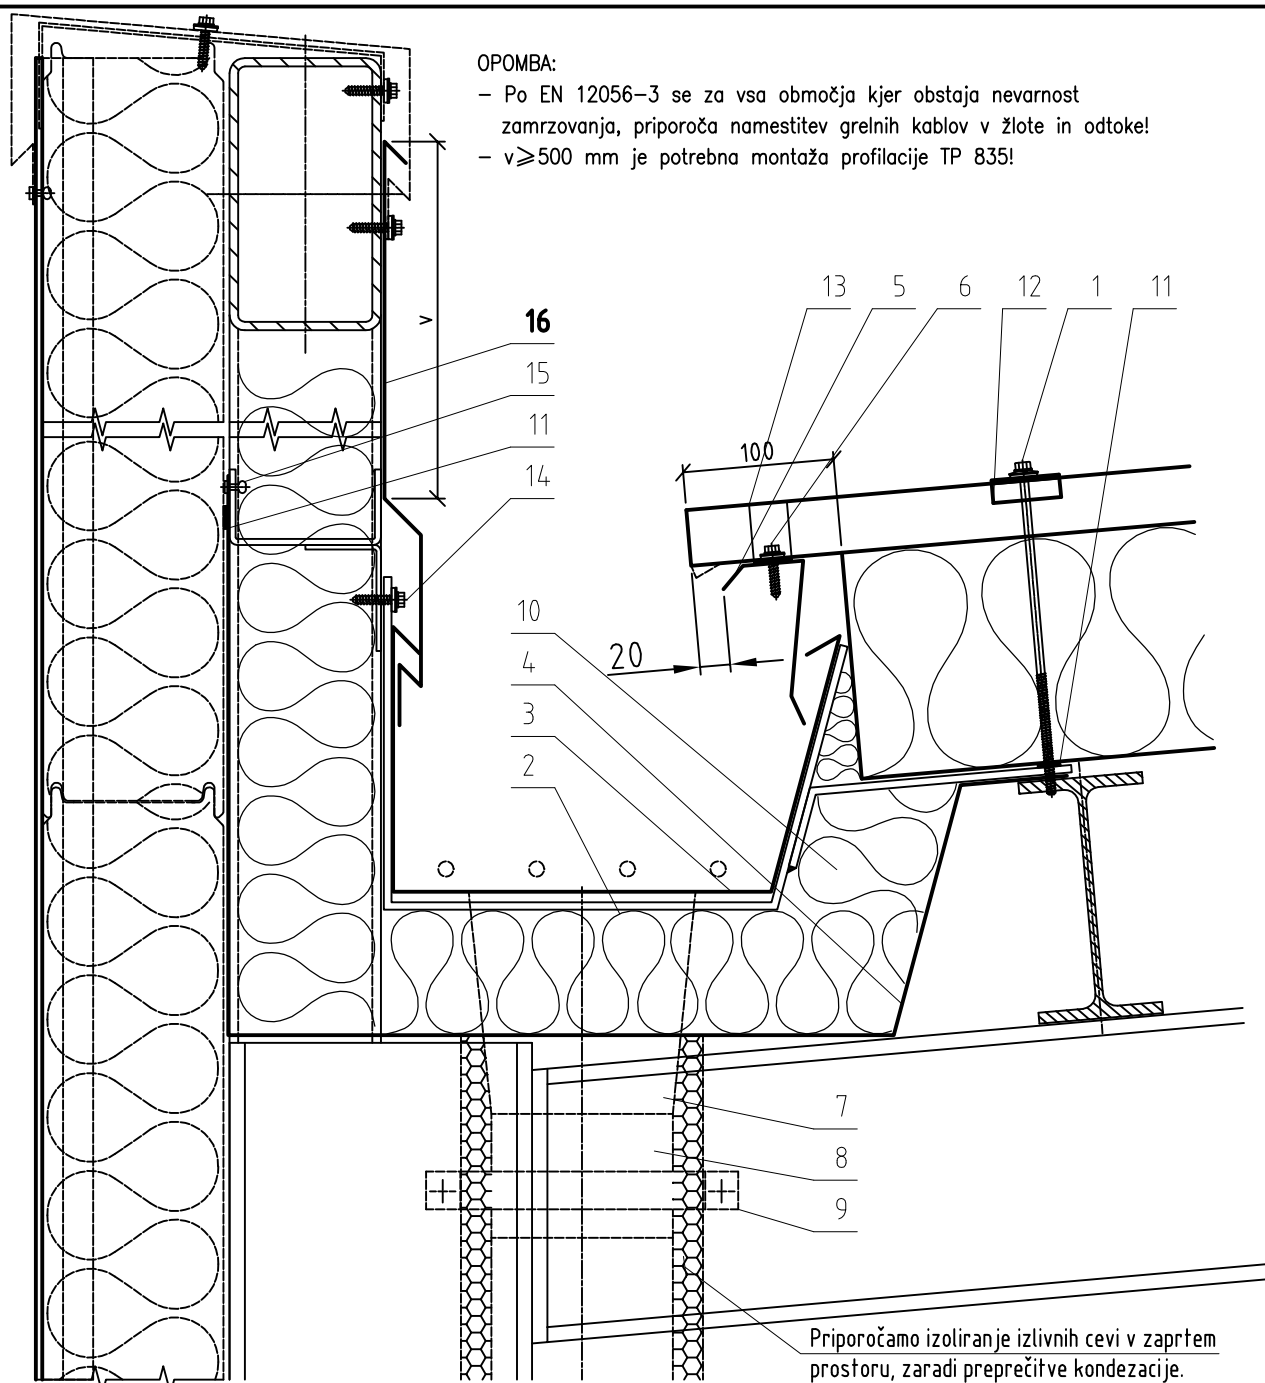 OPOMBA:
– Po EN 12056–3 se za vsa območja kjer obstaja nevarnost
zamrzovanja, priporoča namestitev grelnih kablov v žlote in odtoke!
– v⩾500 mm je potrebna montaža profilacije TP 835!
13 5 6 12 1 11
v
16
15
11
14
100
10
20
4
3
2
7
8
9
Priporočamo izoliranje izlivnih cevi v zaprtem
prostoru, zaradi preprečitve kondezacije.